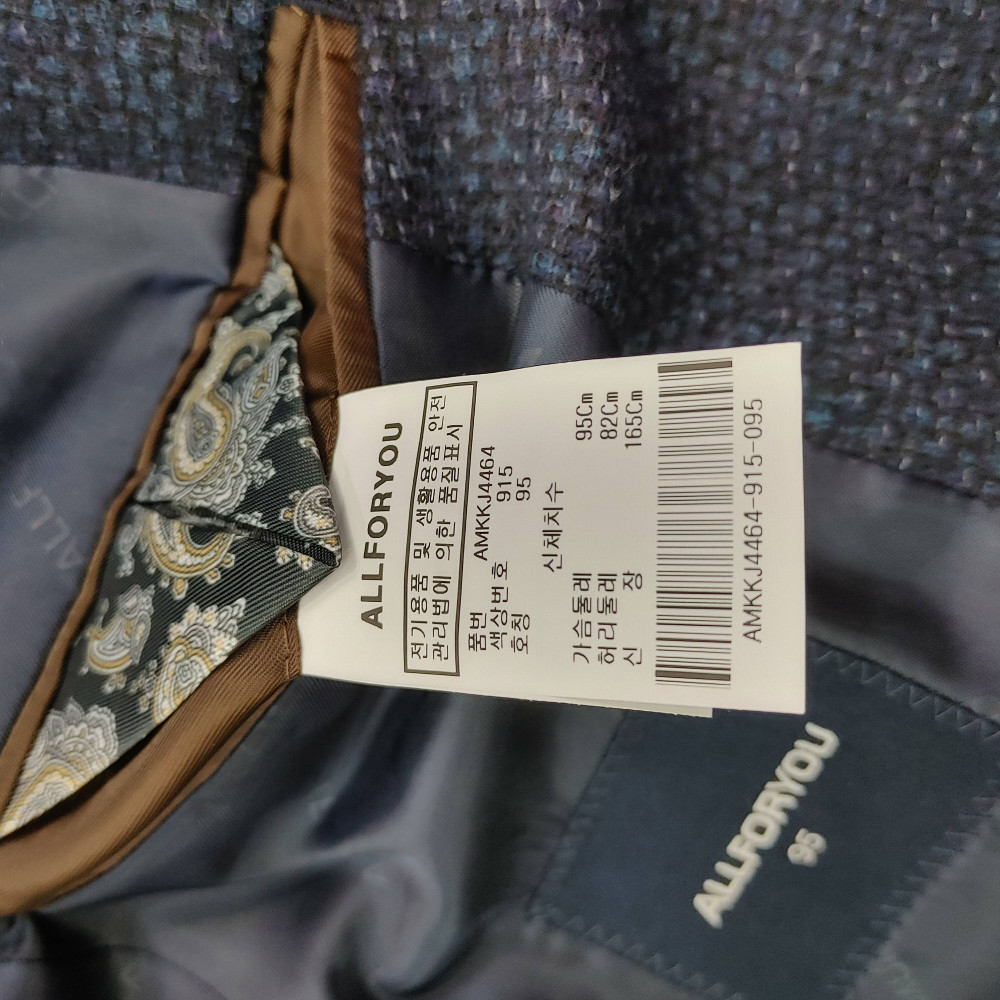 ALLFORYOU
전기용품 및 생활용품 안전
관리법에 의한 품질표시
품번 AMKKJ4464
색상번호 915
호칭 95
신체치수
가슴둘레 95Cm
허리둘레 82Cm
신 장 165Cm
AMKKJ4464-915-095
ALLFORYOU
95
ALLF